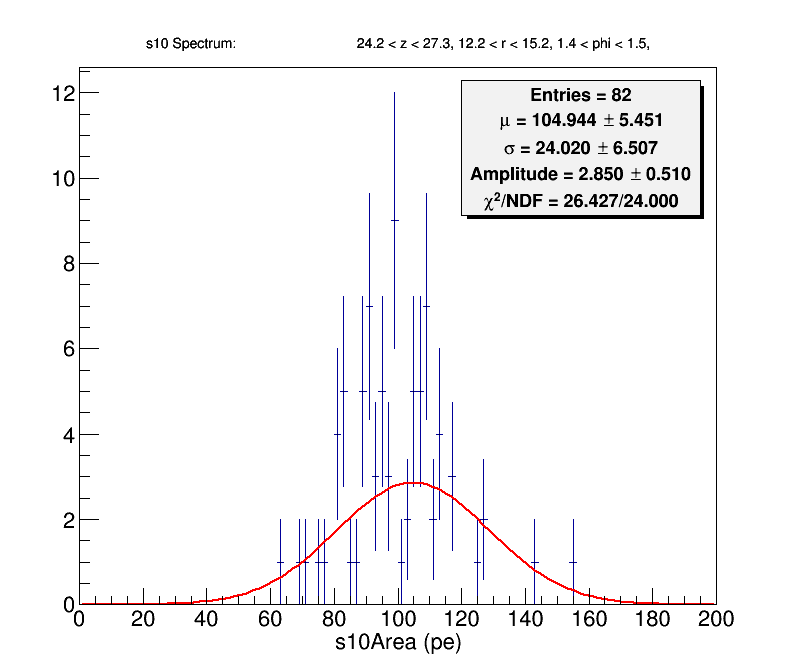 s10 Spectrum: 24.2 < z < 27.3, 12.2 < r < 15.2, 1.4 < phi < 1.5,
Entries = 82
μ = 104.944 ± 5.451
σ = 24.020 ± 6.507
Amplitude = 2.850 ± 0.510
χ²/NDF = 26.427/24.000
12
10
8
6
4
2
0
0 20 40 60 80 100 120 140 160 180 200
s10Area (pe)